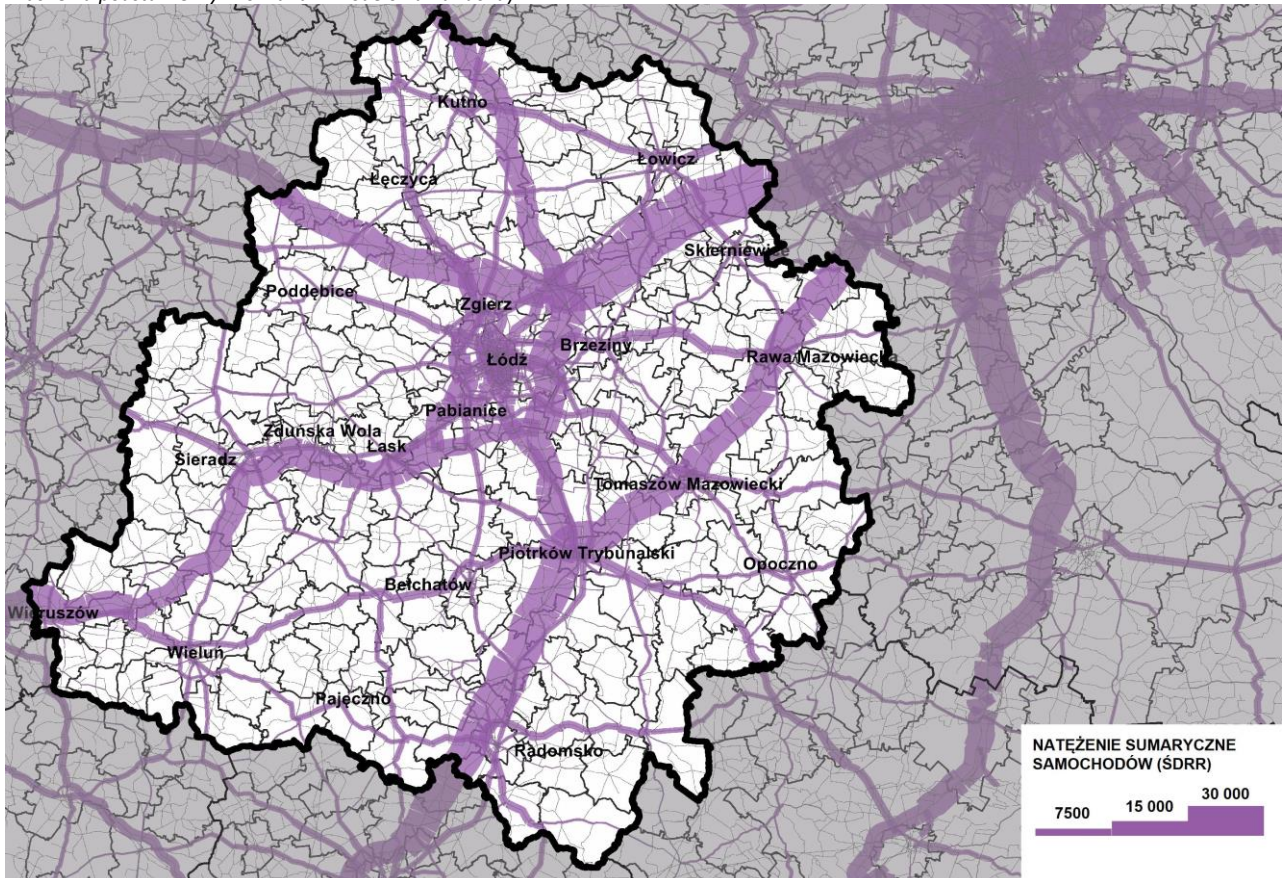 Kutno
Łowicz
Łęczyca
Skierniewice
Poddębice
Zgierz
Brzeziny
Łódź
Rawa Mazowiecka
Pabianice
Zduńska Wola
Łask
Sieradz
Tomaszów Mazowiecki
Piotrków Trybunalski
Opoczno
Bełchatów
Wieruszów
Wieluń
Pajęczno
Radomsko
NATĘŻENIE SUMARYCZNE
SAMOCHODÓW (ŚDRR)
7500 15 000 30 000